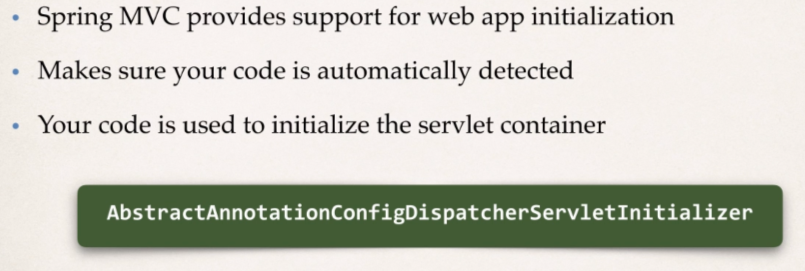 • Spring MVC provides support for web app initialization
• Makes sure your code is automatically detected
• Your code is used to initialize the servlet container
AbstractAnnotationConfigDispatcherServletInitializer